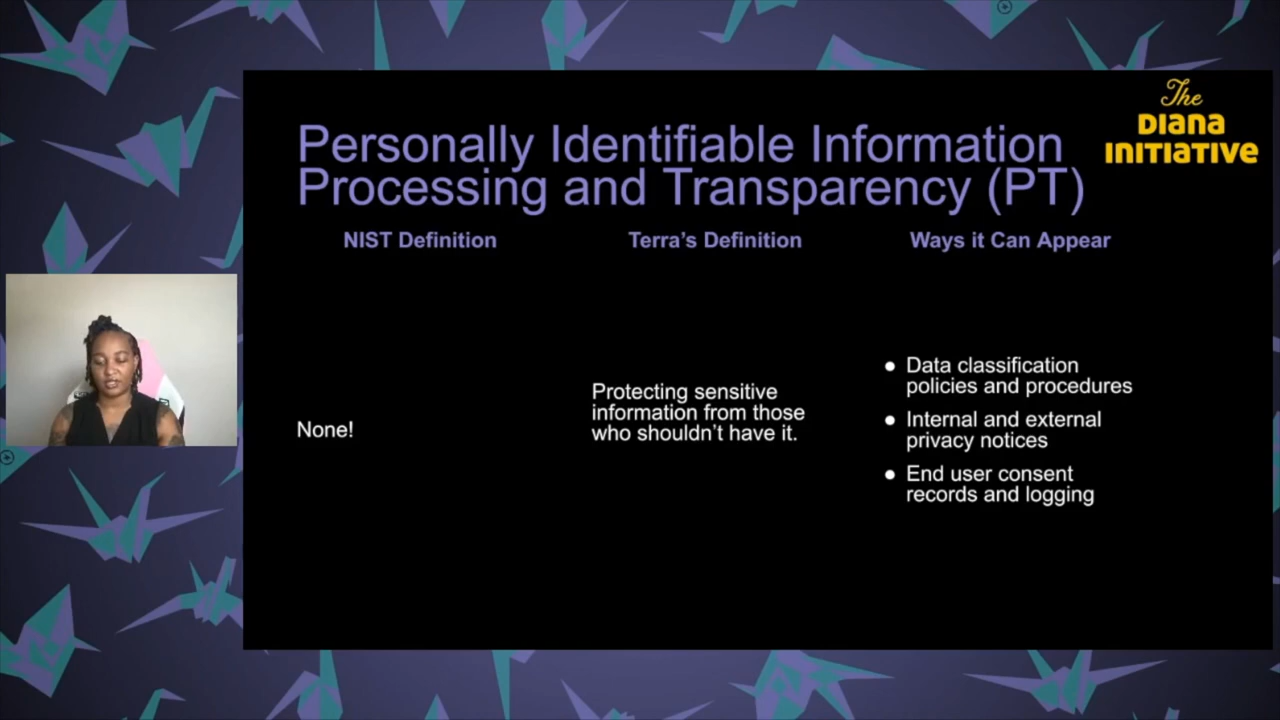 The
DIANA
INITIATIVE
Personally Identifiable Information
Processing and Transparency (PT)
NIST Definition
None!
Terra's Definition
Protecting sensitive
information from those
who shouldn't have it.
Ways it Can Appear
● Data classification
policies and procedures
● Internal and external
privacy notices
● End user consent
records and logging